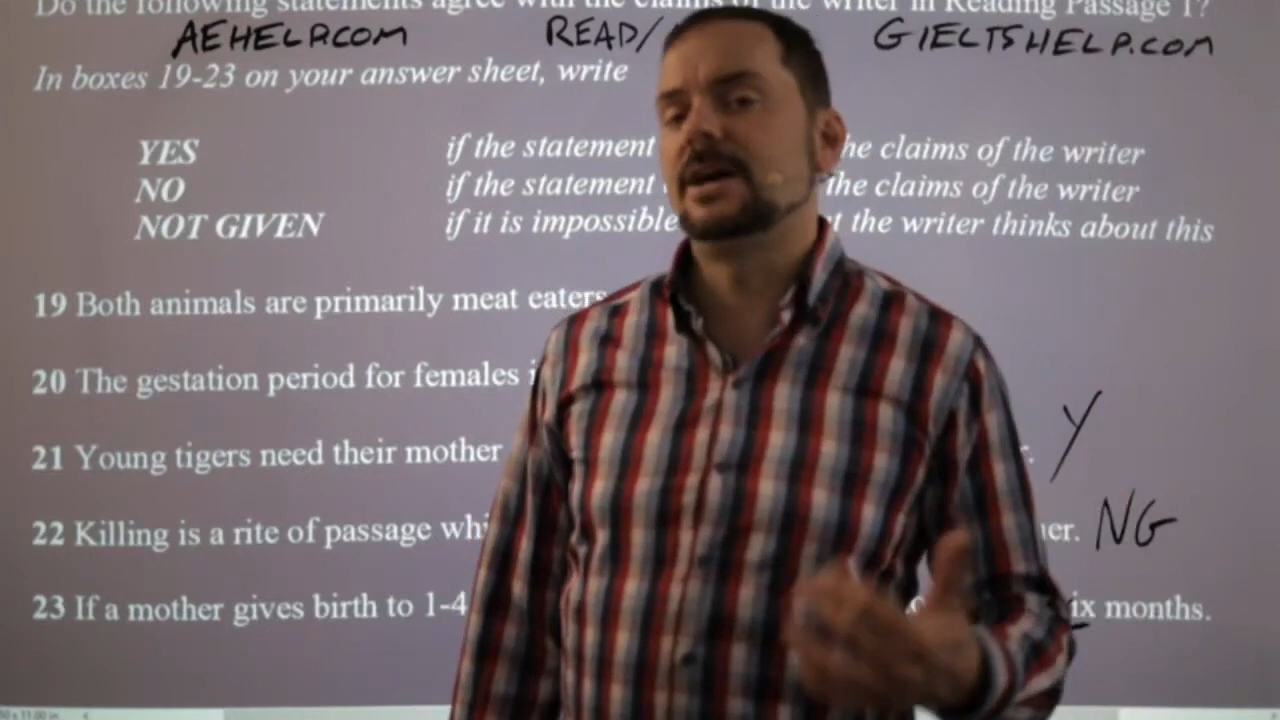 Do the following statements agree with the claims of the writer in Reading Passage 1?
AEHELP.COM READ/ GIELTSHELP.COM
In boxes 19-23 on your answer sheet, write
YES if the statement the claims of the writer
NO if the statement the claims of the writer
NOT GIVEN if it is impossible the writer thinks about this
19 Both animals are primarily meat eaters
20 The gestation period for females
21 Young tigers need their mother Y
22 Killing is a rite of passage NG
23 If a mother gives birth to 1-4 months.